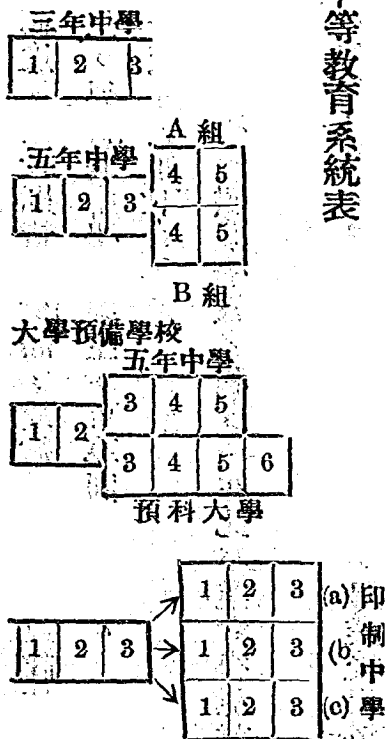 等教育系統表
三年中學
1 2 3
A 組
五年中學
4 5
1 2 3
4 5
B 組
大學預備學校
五年中學
3 4 5
1 2
3 4 5 6
預科大學
1 2 3 (a)
1 2 3 1 2 3 (b
1 2 3 (c)
印制中學